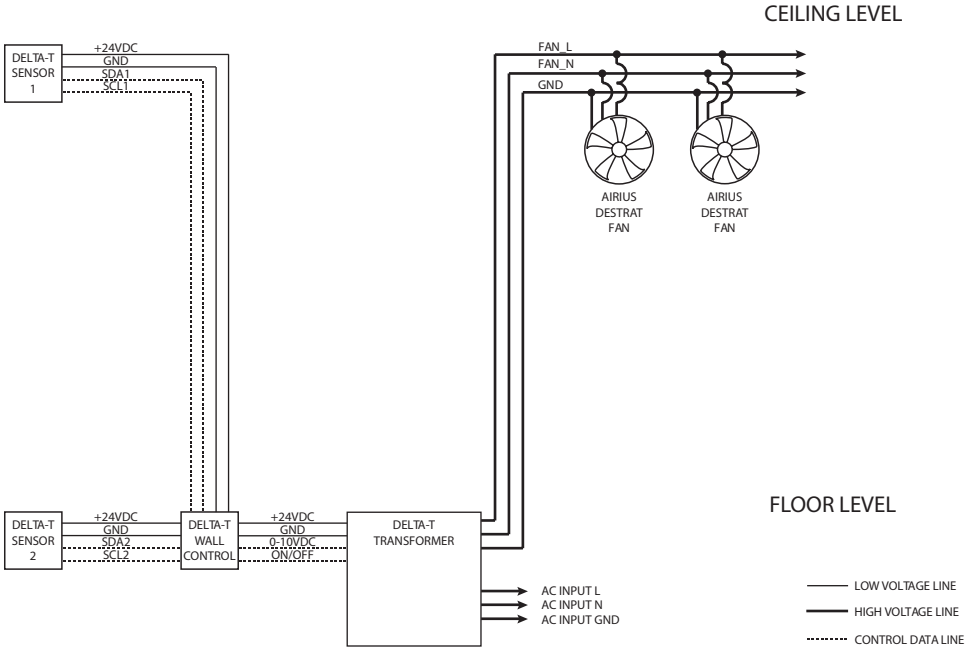 CEILING LEVEL
DELTA-T
SENSOR
1
+24VDC
GND
SDA1
SCL1
FAN_L
FAN_N
GND
AIRIUS
DESTRAT
FAN
AIRIUS
DESTRAT
FAN
FLOOR LEVEL
DELTA-T
SENSOR
2
+24VDC
GND
SDA2
SCL2
DELTA-T
WALL
CONTROL
+24VDC
GND
0-10VDC
ON/OFF
DELTA-T
TRANSFORMER
AC INPUT L
AC INPUT N
AC INPUT GND
LOW VOLTAGE LINE
HIGH VOLTAGE LINE
CONTROL DATA LINE